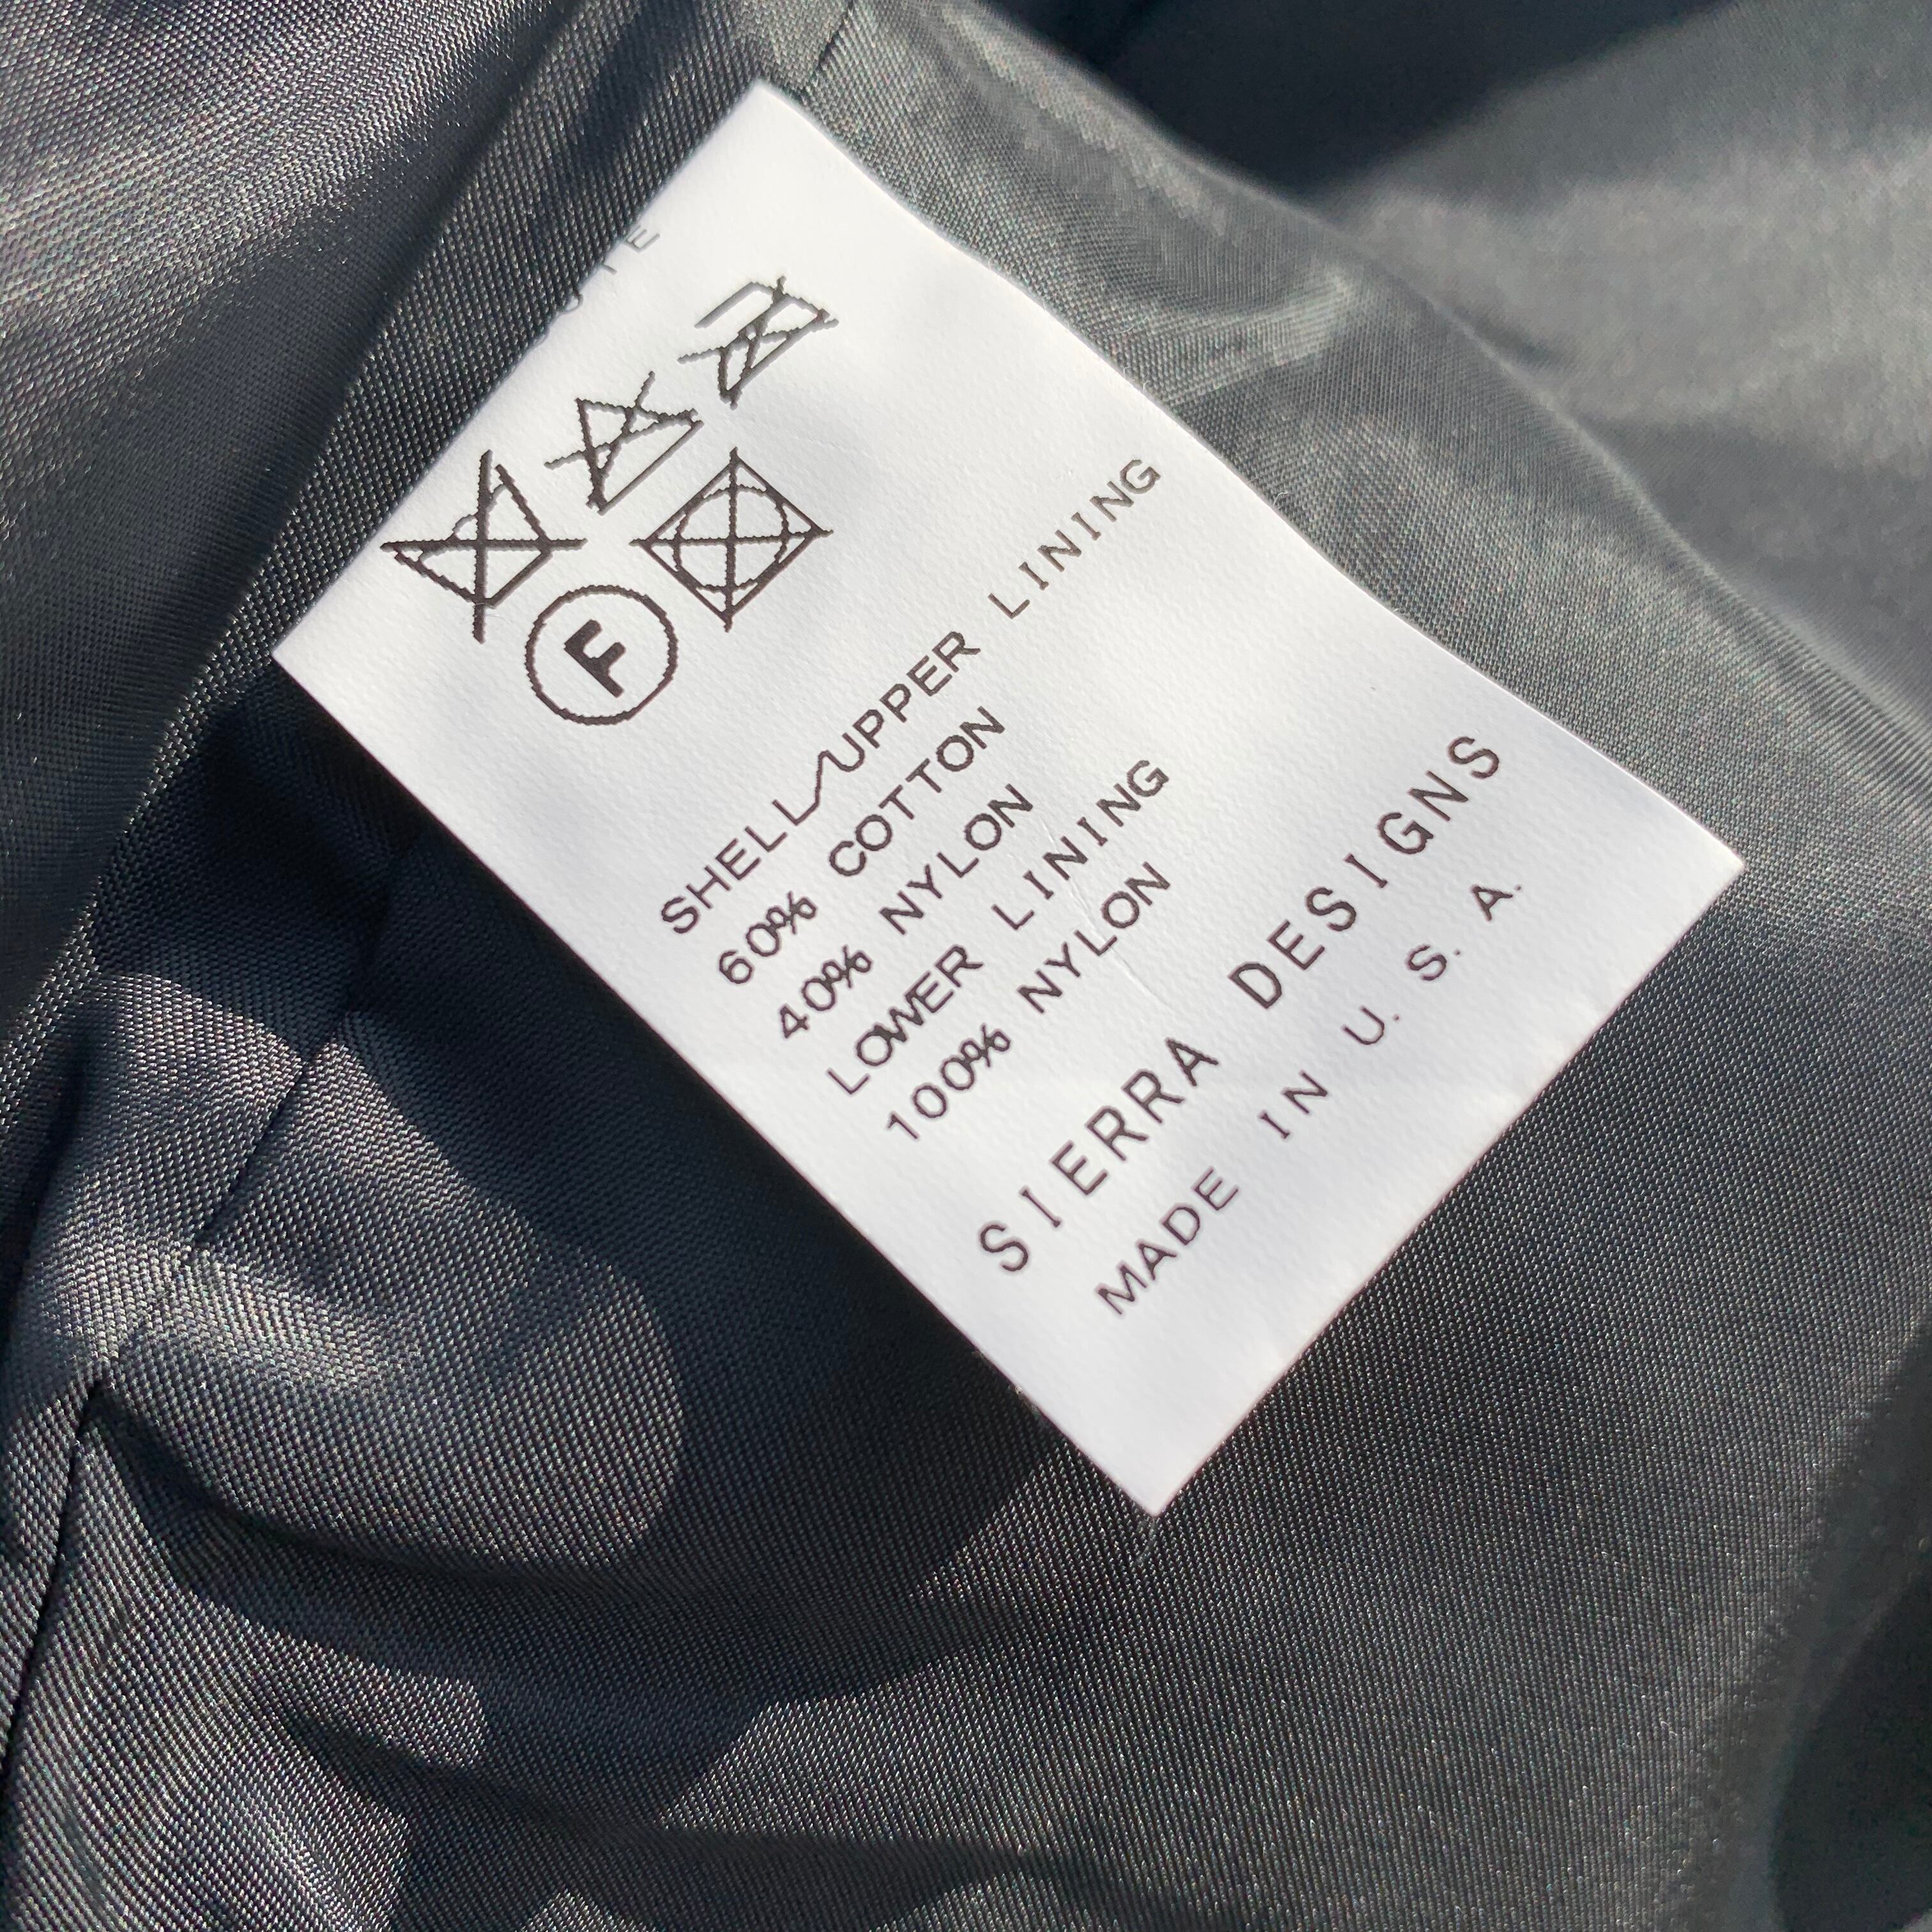 F
SHELL/UPPER LINING
60% COTTON
40% NYLON
LOWER LINING
100% NYLON
SIERRA DESIGNS
MADE IN U. S. A.